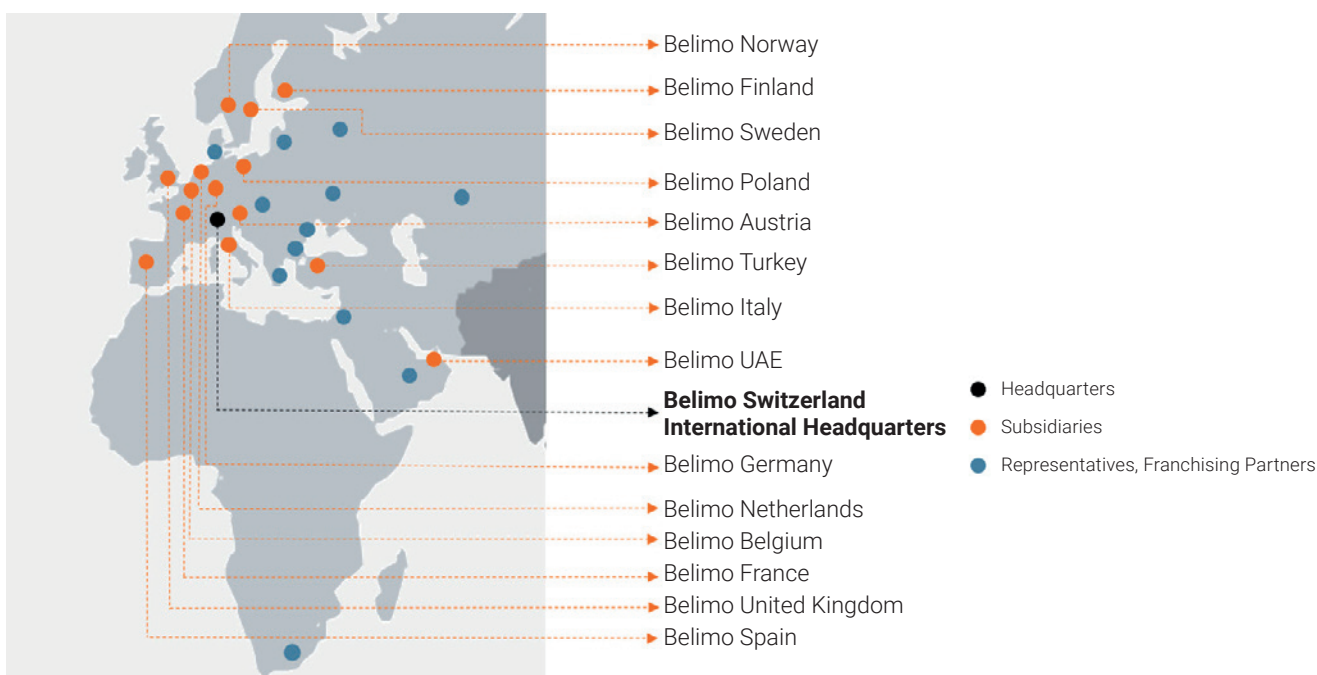 Belimo Norway
Belimo Finland
Belimo Sweden
Belimo Poland
Belimo Austria
Belimo Turkey
Belimo Italy
Belimo UAE
Belimo Switzerland
International Headquarters
Belimo Germany
Belimo Netherlands
Belimo Belgium
Belimo France
Belimo United Kingdom
Belimo Spain
Headquarters
Subsidiaries
Representatives, Franchising Partners